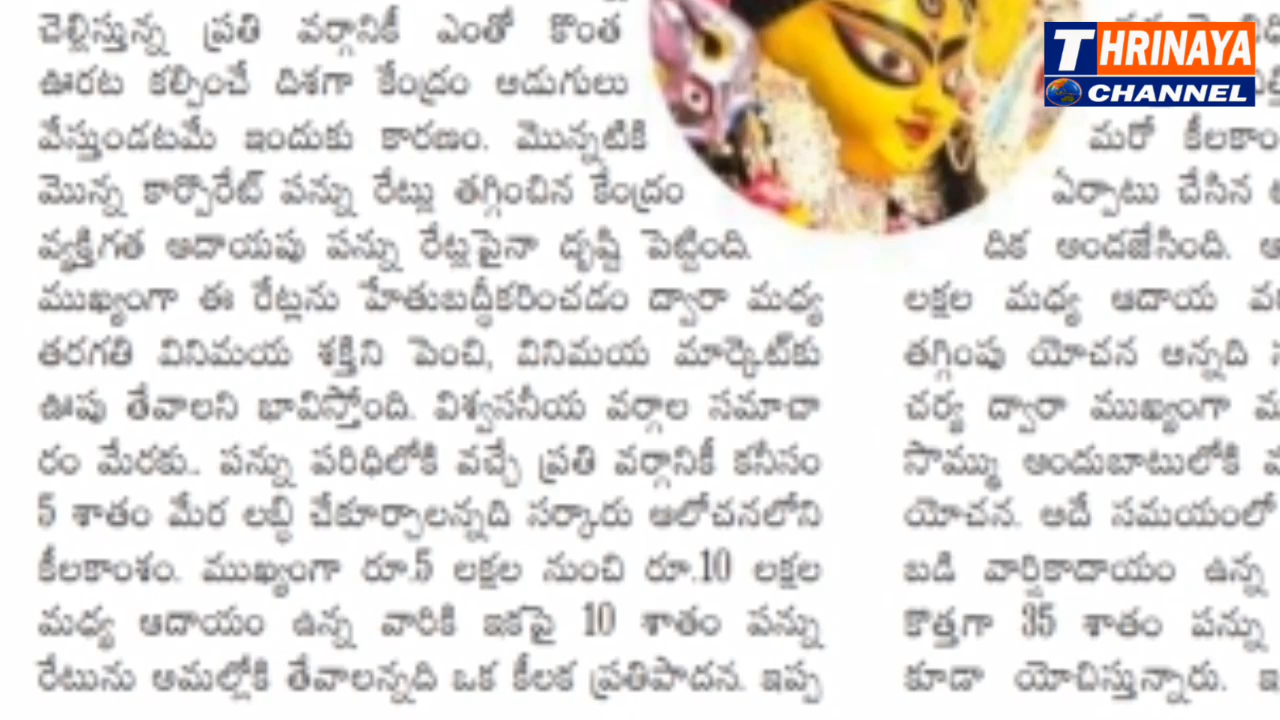 చెల్లిస్తున్న ప్రతి వర్గానికీ ఎంతో కొంత
ఊరట కల్పించే దిశగా కేంద్రం అడుగులు
వేస్తుండటమే ఇందుకు కారణం. మొన్నటికి
మొన్న కార్పొరేట్ పన్ను రేట్లు తగ్గించిన కేంద్రం
వ్యక్తిగత ఆదాయపు పన్ను రేట్లపైనా దృష్టి పెట్టింది.
ముఖ్యంగా ఈ రేట్లను హేతుబద్ధీకరించడం ద్వారా మధ్య
తరగతి వినిమయ శక్తిని పెంచి, వినిమయ మార్కెట్‌కు
ఊపు తేవాలని భావిస్తోంది. విశ్వసనీయ వర్గాల సమాచా
రం మేరకు.. పన్ను పరిధిలోకి వచ్చే ప్రతి వర్గానికీ కనీసం
5 శాతం మేర లబ్ధి చేకూర్చాలన్నది సర్కారు ఆలోచనలోని
కీలకాంశం. ముఖ్యంగా రూ.5 లక్షల నుంచి రూ.10 లక్షల
మధ్య ఆదాయం ఉన్న వారికి ఇకపై 10 శాతం పన్ను
రేటును అమల్లోకి తేవాలన్నది ఒక కీలక ప్రతిపాదన. ఇప్ప
THRINAYA
CHANNEL
మరో
ఏర్పాటు చేసిన
దిక అందజేసింది.
లక్షల మధ్య ఆదాయ
తగ్గింపు యోచన అన్నది
చర్య ద్వారా ముఖ్యంగా
సొమ్ము అందుబాటులోకి
యోచన. అదే సమయంలో
బడి వార్షికాదాయం ఉన్న
కొత్తగా 35 శాతం పన్ను
కూడా యోచిస్తున్నారు.